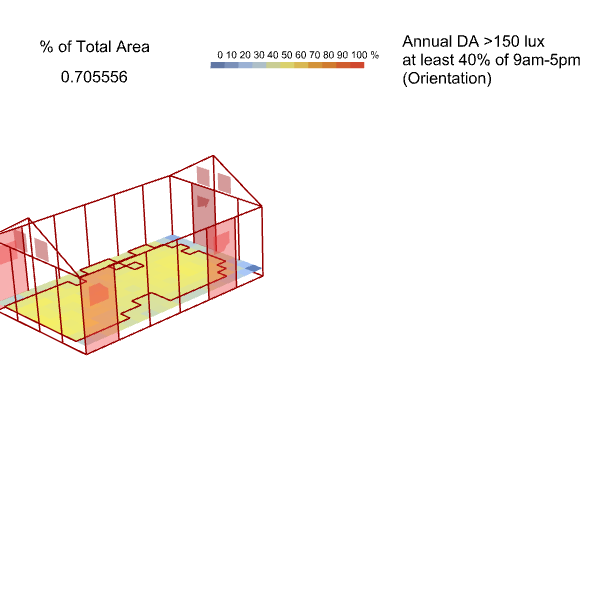 % of Total Area
0.705556
0 10 20 30 40 50 60 70 80 90 100 %
Annual DA >150 lux
at least 40% of 9am-5pm
(Orientation)